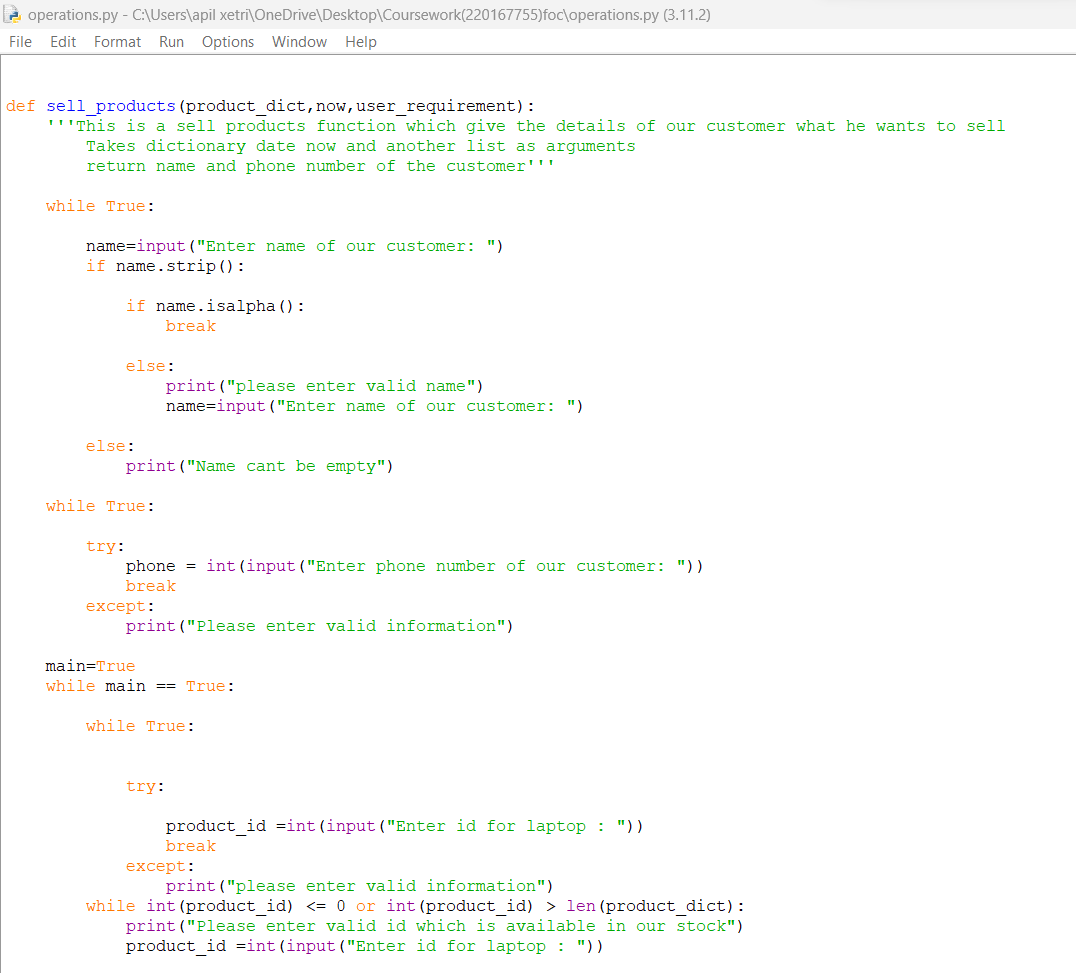 operations.py - C:\Users\apil xetri\OneDrive\Desktop\Coursework(220167755)foc\operations.py (3.11.2)
File Edit Format Run Options Window Help
def sell_products(product_dict,now,user_requirement):
    '''This is a sell products function which give the details of our customer what he wants to sell
        Takes dictionary date now and another list as arguments
        return name and phone number of the customer'''
    while True:
        name=input("Enter name of our customer: ")
        if name.strip():
            if name.isalpha():
                break
            else:
                print("please enter valid name")
                name=input("Enter name of our customer: ")
        else:
            print("Name cant be empty")
    while True:
        try:
            phone = int(input("Enter phone number of our customer: "))
            break
        except:
            print("Please enter valid information")
    main=True
    while main == True:
        while True:
            try:
                product_id =int(input("Enter id for laptop : "))
                break
            except:
                print("please enter valid information")
        while int(product_id) <= 0 or int(product_id) > len(product_dict):
            print("Please enter valid id which is available in our stock")
            product_id =int(input("Enter id for laptop : "))